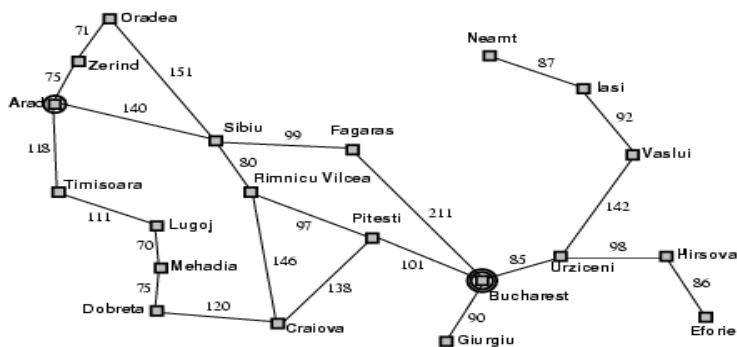 Oradea
71
Neamt
Zerind
87
75
151
Iasi
Arad
140
92
Sibiu
Fagaras
99
118
Vaslui
80
Rimnicu Vilcea
Timisoara
142
111
Lugoj
97
Pitesti
211
70
98
Hirsova
85
Mehadia
146
101
Urziceni
86
75
138
Bucharest
120
90
Dobreta
Craiova
Eforie
Giurgiu